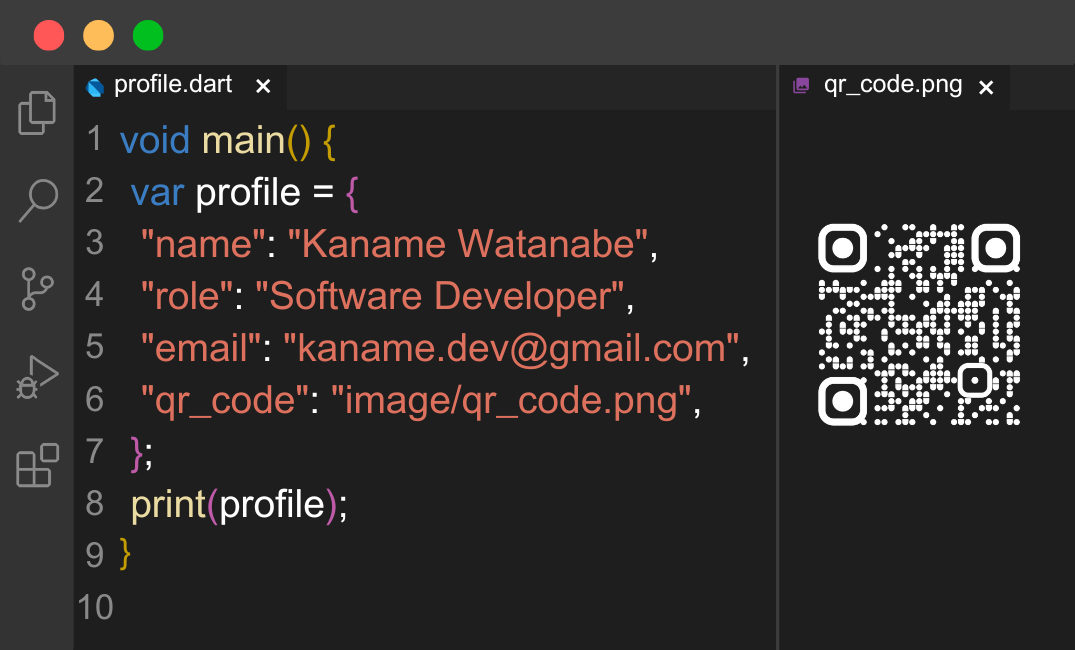 profile.dart ×
qr_code.png ×
1 void main() {
2 var profile = {
3 "name": "Kaname Watanabe",
4 "role": "Software Developer",
5 "email": "kaname.dev@gmail.com",
6 "qr_code": "image/qr_code.png",
7 };
8 print(profile);
9 }
10